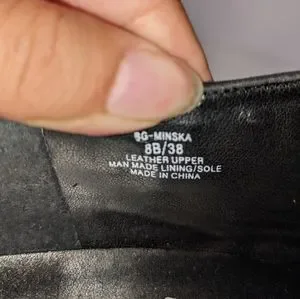 SG-MINSKA
8B/38
LEATHER UPPER
MAN MADE LINING/SOLE
MADE IN CHINA